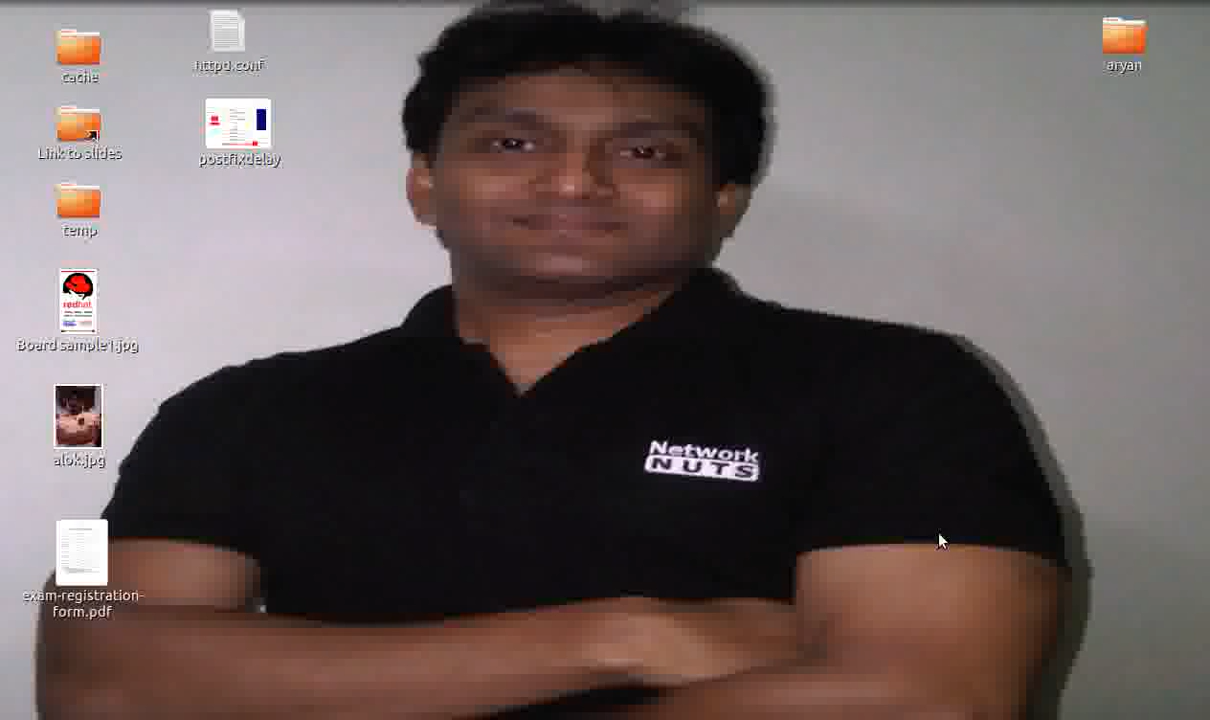 cache
httpd.conf
aryan
Link to slides
postfixdelay
temp
redhat
Board sample1.jpg
Network
NUTS
alok.jpg
exam-registration-
form.pdf